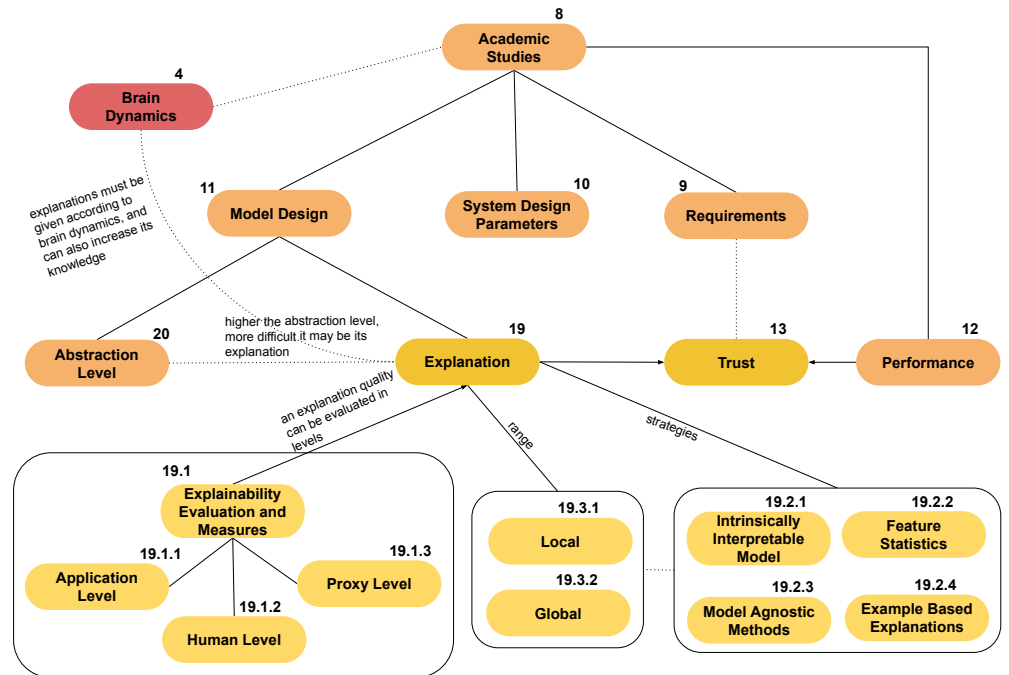 8
Academic
Studies
4
Brain
Dynamics
explanations must be
given according to
brain dynamics, and
can also increase its
knowledge
11
Model Design
10
System Design
Parameters
9
Requirements
20
Abstraction
Level
higher the abstraction level,
more difficult it may be its
explanation
19
Explanation
13
Trust
12
Performance
an explanation quality
can be evaluated in
levels
range
strategies
19.1
Explainability
Evaluation and
Measures
19.1.1
Application
Level
19.1.2
Human Level
19.1.3
Proxy Level
19.3.1
Local
19.3.2
Global
19.2.1
Intrinsically
Interpretable
Model
19.2.2
Feature
Statistics
19.2.3
Model Agnostic
Methods
19.2.4
Example Based
Explanations